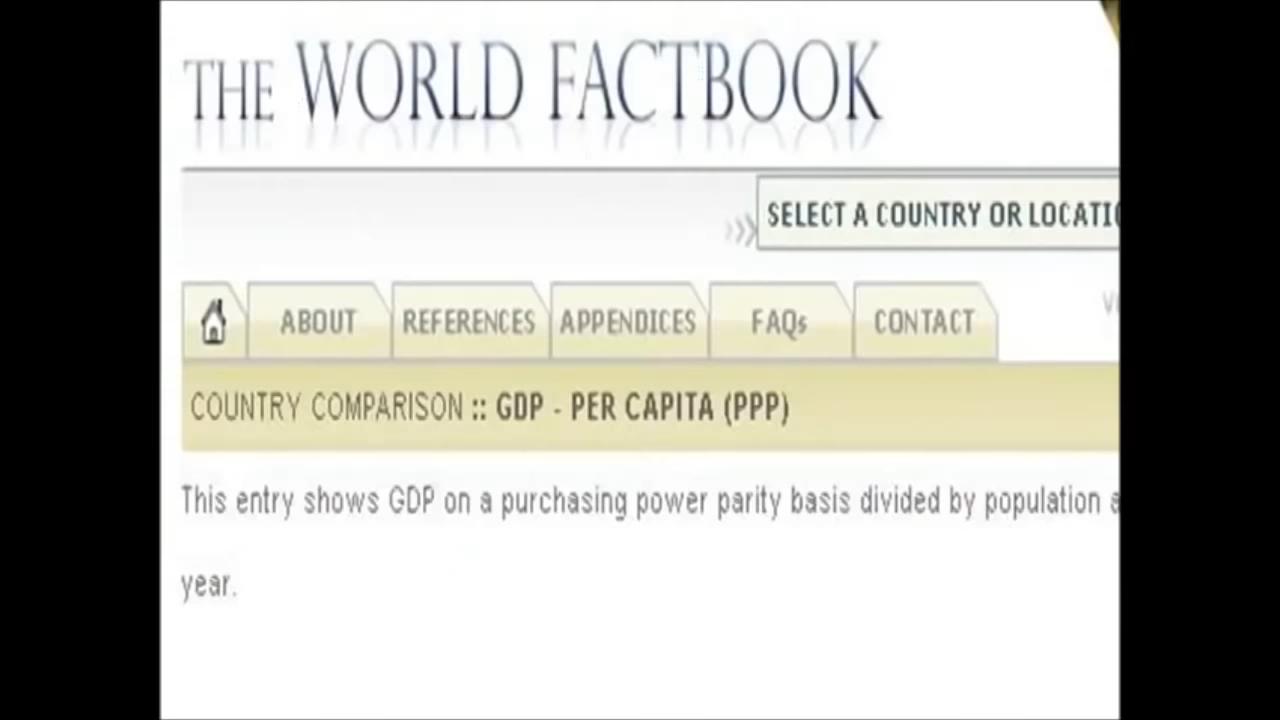 THE WORLD FACTBOOK
SELECT A COUNTRY OR LOCATIO
ABOUT REFERENCES APPENDICES FAQs CONTACT
COUNTRY COMPARISON :: GDP - PER CAPITA (PPP)
This entry shows GDP on a purchasing power parity basis divided by population
year.